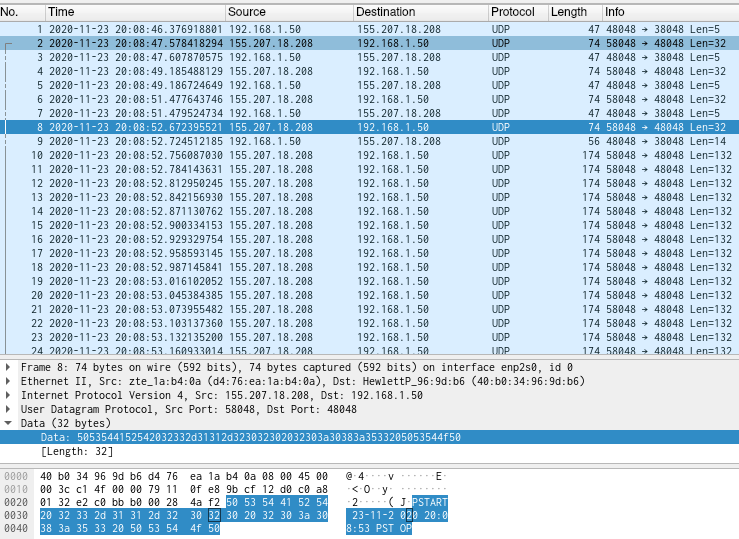 No. Time Source Destination Protocol Length Info
1 2020-11-23 20:08:46.376918801 192.168.1.50 155.207.18.208 UDP 47 48048 → 38048 Len=5
2 2020-11-23 20:08:47.578418294 155.207.18.208 192.168.1.50 UDP 74 58048 → 48048 Len=32
3 2020-11-23 20:08:47.607870575 192.168.1.50 155.207.18.208 UDP 47 48048 → 38048 Len=5
4 2020-11-23 20:08:49.185488129 155.207.18.208 192.168.1.50 UDP 74 58048 → 48048 Len=32
5 2020-11-23 20:08:49.186724649 192.168.1.50 155.207.18.208 UDP 47 48048 → 38048 Len=5
6 2020-11-23 20:08:51.477643746 155.207.18.208 192.168.1.50 UDP 74 58048 → 48048 Len=32
7 2020-11-23 20:08:51.479524734 192.168.1.50 155.207.18.208 UDP 47 48048 → 38048 Len=5
8 2020-11-23 20:08:52.672395521 155.207.18.208 192.168.1.50 UDP 74 58048 → 48048 Len=32
9 2020-11-23 20:08:52.724512185 192.168.1.50 155.207.18.208 UDP 56 48048 → 38048 Len=14
10 2020-11-23 20:08:52.756087030 155.207.18.208 192.168.1.50 UDP 174 58048 → 48048 Len=132
11 2020-11-23 20:08:52.784143631 155.207.18.208 192.168.1.50 UDP 174 58048 → 48048 Len=132
12 2020-11-23 20:08:52.812950245 155.207.18.208 192.168.1.50 UDP 174 58048 → 48048 Len=132
13 2020-11-23 20:08:52.842156930 155.207.18.208 192.168.1.50 UDP 174 58048 → 48048 Len=132
14 2020-11-23 20:08:52.871130762 155.207.18.208 192.168.1.50 UDP 174 58048 → 48048 Len=132
15 2020-11-23 20:08:52.900334153 155.207.18.208 192.168.1.50 UDP 174 58048 → 48048 Len=132
16 2020-11-23 20:08:52.929329754 155.207.18.208 192.168.1.50 UDP 174 58048 → 48048 Len=132
17 2020-11-23 20:08:52.958593145 155.207.18.208 192.168.1.50 UDP 174 58048 → 48048 Len=132
18 2020-11-23 20:08:52.987145841 155.207.18.208 192.168.1.50 UDP 174 58048 → 48048 Len=132
19 2020-11-23 20:08:53.016102052 155.207.18.208 192.168.1.50 UDP 174 58048 → 48048 Len=132
20 2020-11-23 20:08:53.045384385 155.207.18.208 192.168.1.50 UDP 174 58048 → 48048 Len=132
21 2020-11-23 20:08:53.073955482 155.207.18.208 192.168.1.50 UDP 174 58048 → 48048 Len=132
22 2020-11-23 20:08:53.103137360 155.207.18.208 192.168.1.50 UDP 174 58048 → 48048 Len=132
23 2020-11-23 20:08:53.132135200 155.207.18.208 192.168.1.50 UDP 174 58048 → 48048 Len=132
24 2020-11-23 20:08:53.160933014 155.207.18.208 192.168.1.50 UDP 174 58048 → 48048 Len=132
Frame 8: 74 bytes on wire (592 bits), 74 bytes captured (592 bits) on interface enp2s0, id 0
Ethernet II, Src: zte_1a:b4:0a (d4:76:ea:1a:b4:0a), Dst: HewlettP_96:9d:b6 (40:b0:34:96:9d:b6)
Internet Protocol Version 4, Src: 155.207.18.208, Dst: 192.168.1.50
User Datagram Protocol, Src Port: 58048, Dst Port: 48048
Data (32 bytes)
Data: 5053544152542032332d31312d323032302032303a30383a3533205053544f50
[Length: 32]
0000 40 b0 34 96 9d b6 d4 76 ea 1a b4 0a 08 00 45 00 @·4····v ······E·
0010 00 3c c1 4f 00 00 79 11 0f e8 9b cf 12 d0 c0 a8 ·<·O··y· ········
0020 01 32 e2 c0 bb b0 00 28 4a f2 50 53 54 41 52 54 ·2·····( J·PSTART
0030 20 32 33 2d 31 31 2d 32 30 32 30 20 32 30 3a 30 23-11-2 020 20:0
0040 38 3a 35 33 20 50 53 54 4f 50 8:53 PST OP